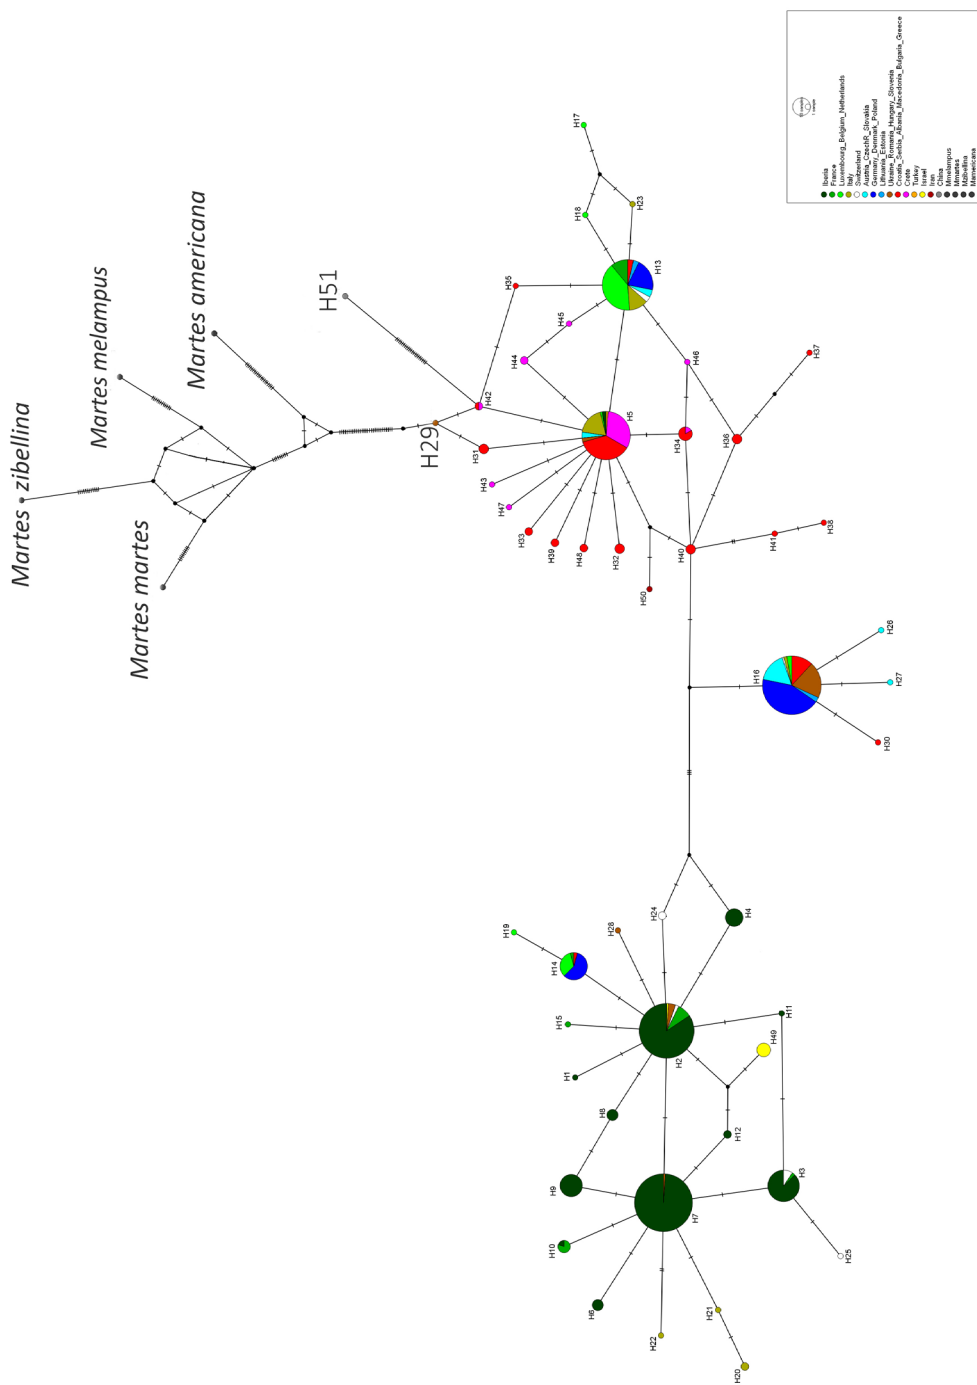 Martes zibellina
Martes melampus
Martes americana
Martes martes
H51
H29
H17
H18
H23
H13
H35
H45
H44
H42
H46
H37
H5
H34
H36
H31
H43
H47
H33
H39
H48
H32
H50
H40
H41
H38
H16
H26
H27
H30
H24
H4
H19
H14
H28
H15
H2
H11
H1
H49
H8
H12
H9
H7
H3
H10
H25
H6
H22
H21
H20
1 sample
Iberia
France
Luxembourg_Belgium_Netherlands
Italy
Switzerland
Austria_CzechR_Slovakia
Germany_Denmark_Poland
Lithuania_Estonia
Ukraine_Romania_Hungary_Slovenia
Croatia_Serbia_Albania_Macedonia_Bulgaria_Greece
Crete
Turkey
Israel
Iran
China
Mmelampus
Mmartes
Mzibellina
Mamericana